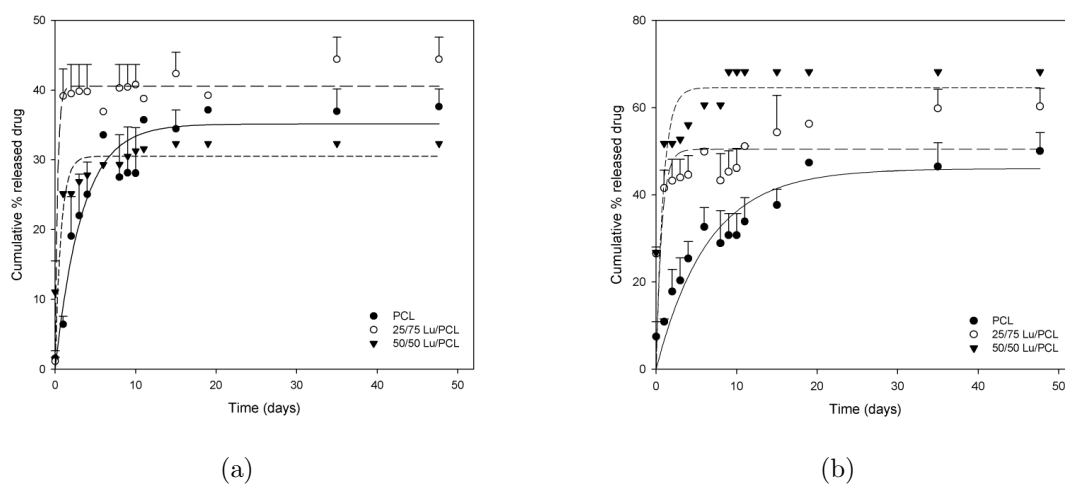 50
40
30
20
10
0
Cumulative % released drug
PCL
25/75 Lu/PCL
50/50 Lu/PCL
0 10 20 30 40 50
Time (days)
(a)
80
60
40
20
0
Cumulative % released drug
PCL
25/75 Lu/PCL
50/50 Lu/PCL
0 10 20 30 40 50
Time (days)
(b)